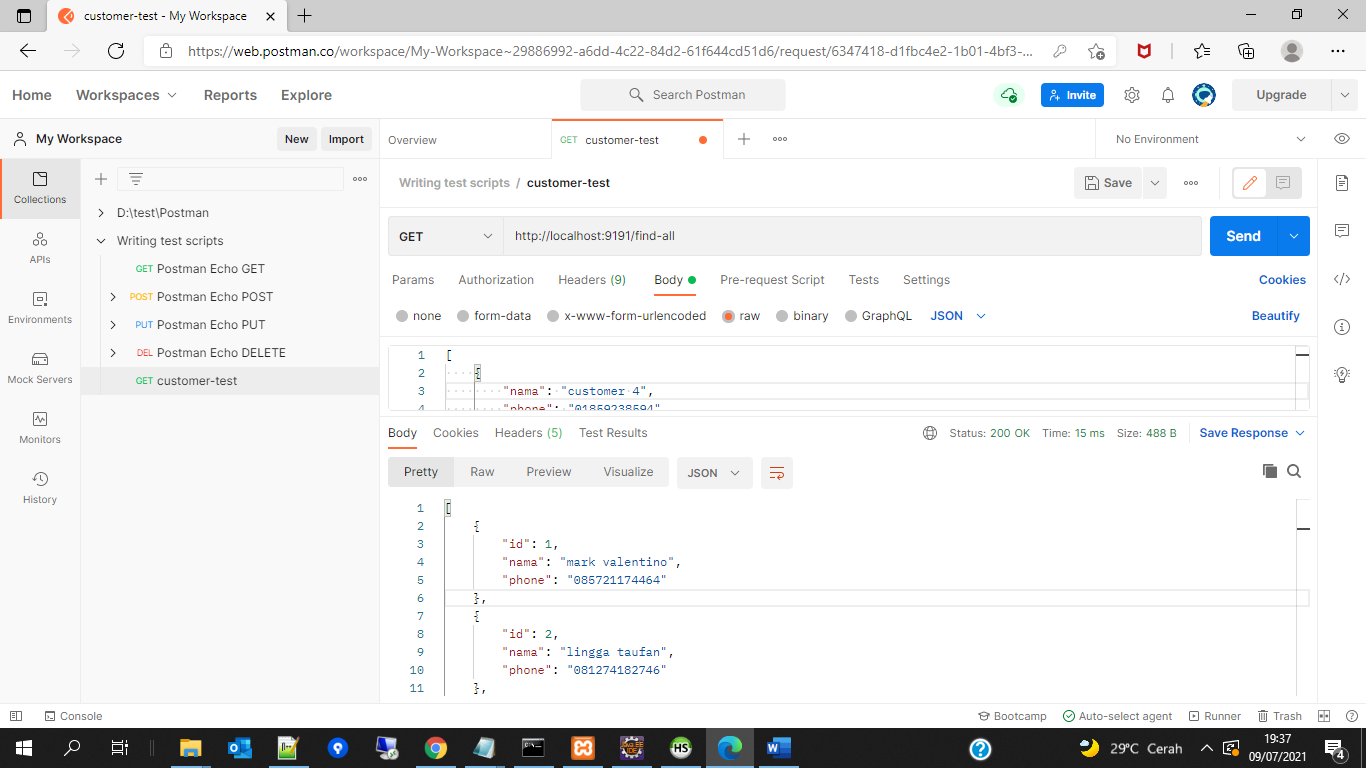 customer-test - My Workspace
https://web.postman.co/workspace/My-Workspace~29886992-a6dd-4c22-84d2-61f644cd51d6/request/6347418-d1fbc4e2-1b01-4bf3-...
Home Workspaces Reports Explore Search Postman Invite Upgrade
My Workspace New Import Overview GET customer-test No Environment
Collections
APIs
Environments
Mock Servers
Monitors
History
D:\test\Postman
Writing test scripts
GET Postman Echo GET
POST Postman Echo POST
PUT Postman Echo PUT
DEL Postman Echo DELETE
GET customer-test
Writing test scripts / customer-test Save
GET http://localhost:9191/find-all Send
Params Authorization Headers (9) Body Pre-request Script Tests Settings Cookies
none form-data x-www-form-urlencoded raw binary GraphQL JSON Beautify
1 [
2 {
3 "nama": "customer 4",
4 "phone": "01859238594"
Body Cookies Headers (5) Test Results Status: 200 OK Time: 15 ms Size: 488 B Save Response
Pretty Raw Preview Visualize JSON
1 [
2 {
3 "id": 1,
4 "nama": "mark valentino",
5 "phone": "085721174464"
6 },
7 {
8 "id": 2,
9 "nama": "lingga taufan",
10 "phone": "081274182746"
11 },
Console Bootcamp Auto-select agent Runner Trash
HS 29°C Cerah 19:37
09/07/2021 4